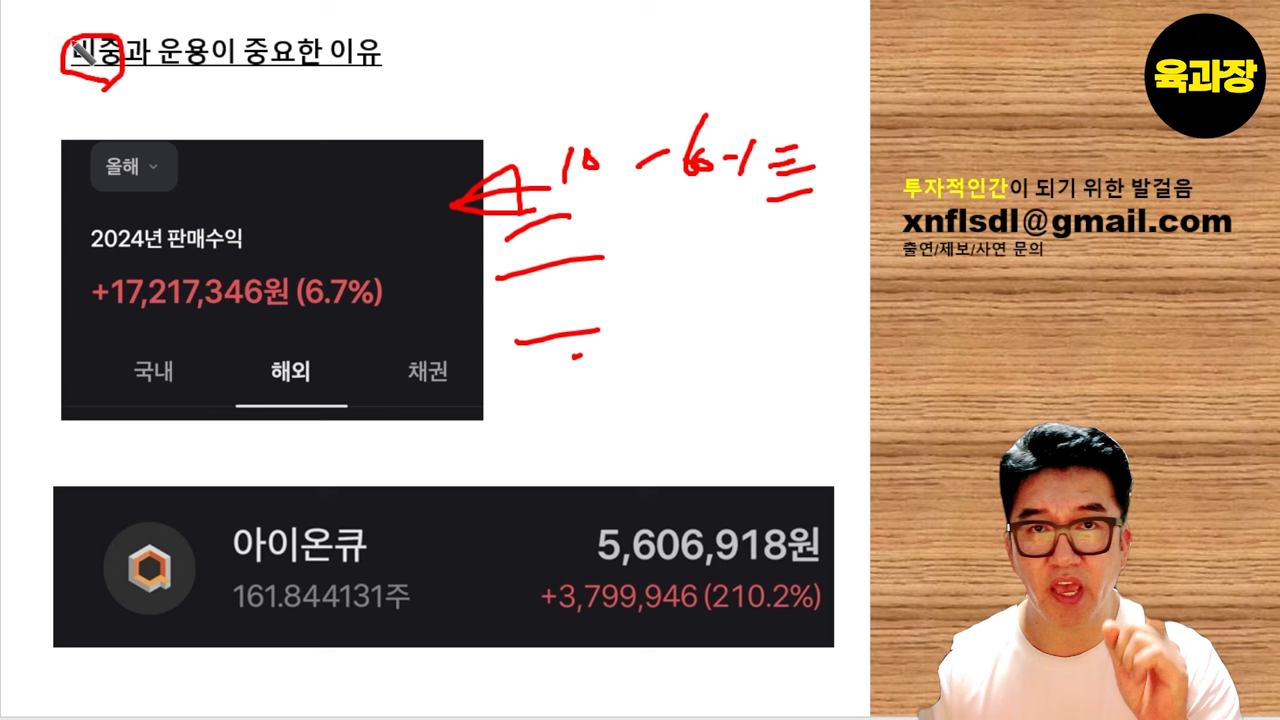 비중과 운용이 중요한 이유
올해
2024년 판매수익
+17,217,346원 (6.7%)
국내 해외 채권
아이온큐
5,606,918원
161.844131주
+3,799,946 (210.2%)
육과장
투자적인간이 되기 위한 발걸음
xnflsdl@gmail.com
출연/제보/사연 문의